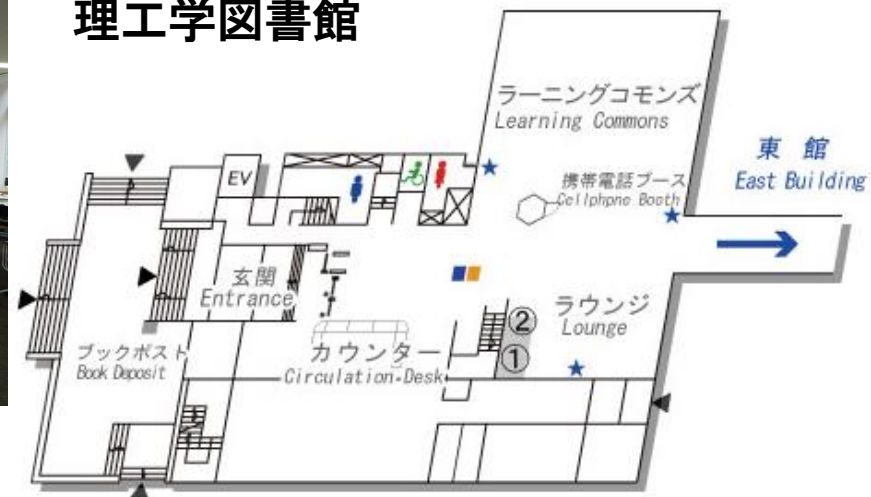 理工学図書館
ラーニングコモンズ
Learning Commons
東 館
East Building
EV
携帯電話ブース
Cellphone Booth
玄関
Entrance
ラウンジ
Lounge
②
①
ブックポスト
Book Deposit
カウンター
Circulation Desk